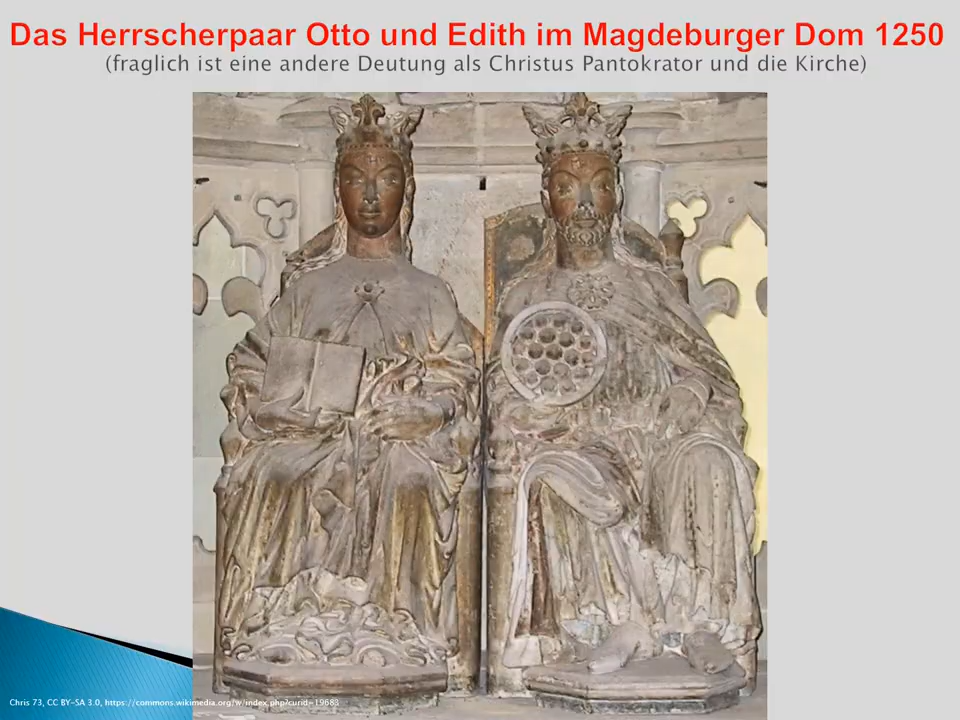 Das Herrscherpaar Otto und Edith im Magdeburger Dom 1250
(fraglich ist eine andere Deutung als Christus Pantokrator und die Kirche)
Chris 73, CC BY-SA 3.0, https://commons.wikimedia.org/w/index.php?curid=19683